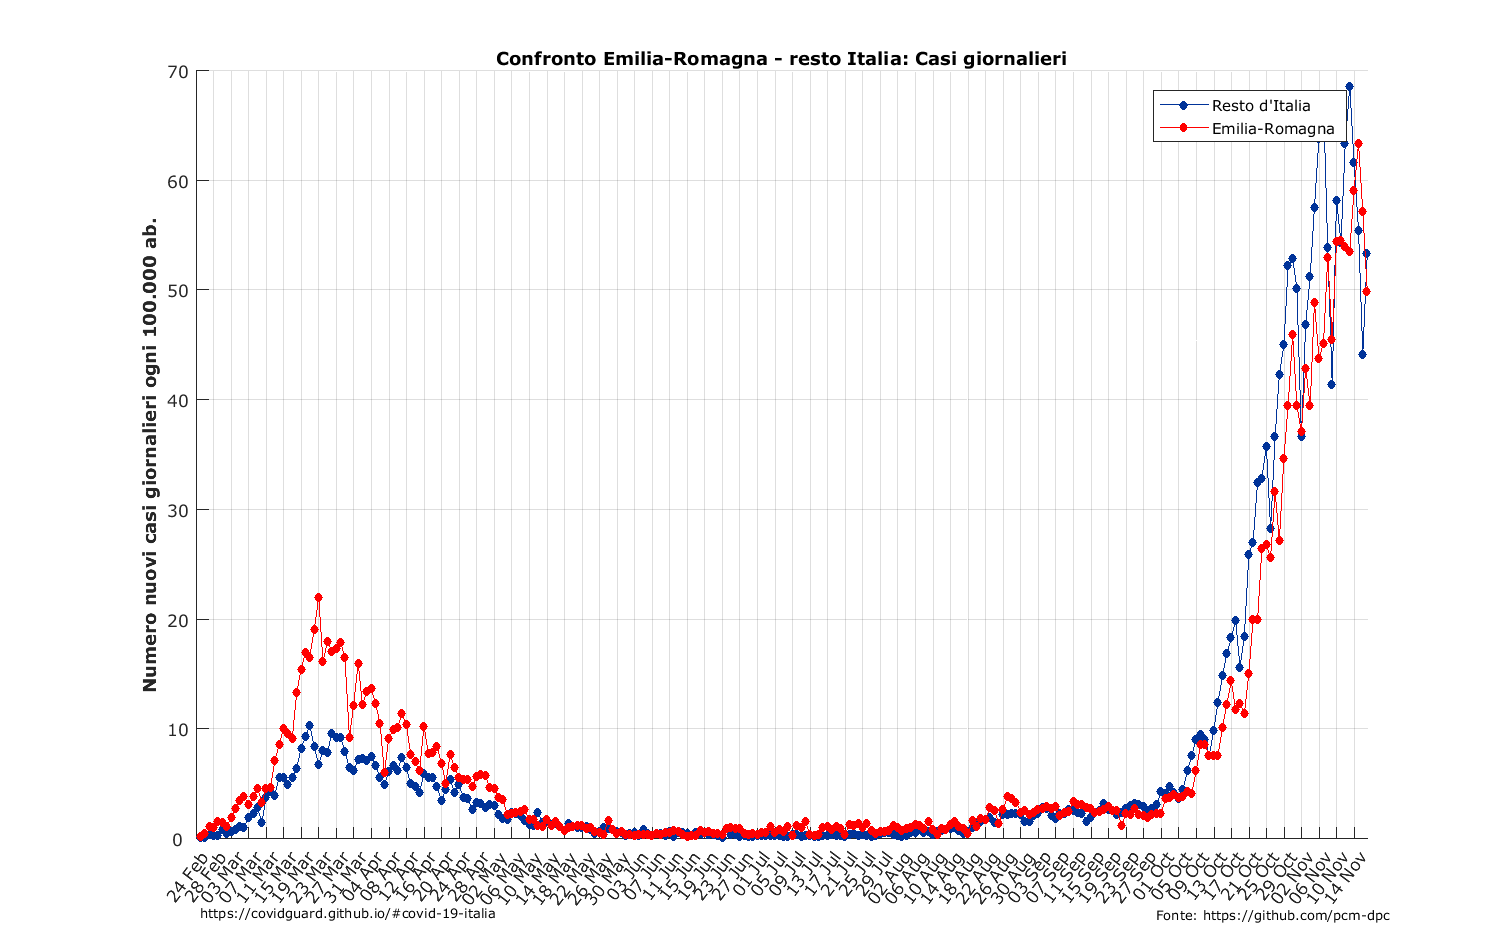 Confronto Emilia-Romagna - resto Italia: Casi giornalieri
Numero nuovi casi giornalieri ogni 100.000 ab.
70
60
50
40
30
20
10
0
Resto d'Italia
Emilia-Romagna
24 Feb
28 Feb
03 Mar
07 Mar
11 Mar
15 Mar
19 Mar
23 Mar
27 Mar
31 Mar
04 Apr
08 Apr
12 Apr
16 Apr
20 Apr
24 Apr
28 Apr
02 May
06 May
10 May
14 May
18 May
22 May
26 May
30 May
03 Jun
07 Jun
11 Jun
15 Jun
19 Jun
23 Jun
27 Jun
01 Jul
05 Jul
09 Jul
13 Jul
17 Jul
21 Jul
25 Jul
29 Jul
02 Aug
06 Aug
10 Aug
14 Aug
18 Aug
22 Aug
26 Aug
30 Aug
03 Sep
07 Sep
11 Sep
15 Sep
19 Sep
23 Sep
27 Sep
01 Oct
05 Oct
09 Oct
13 Oct
17 Oct
21 Oct
25 Oct
29 Oct
02 Nov
06 Nov
10 Nov
14 Nov
https://covidguard.github.io/#covid-19-italia
Fonte: https://github.com/pcm-dpc